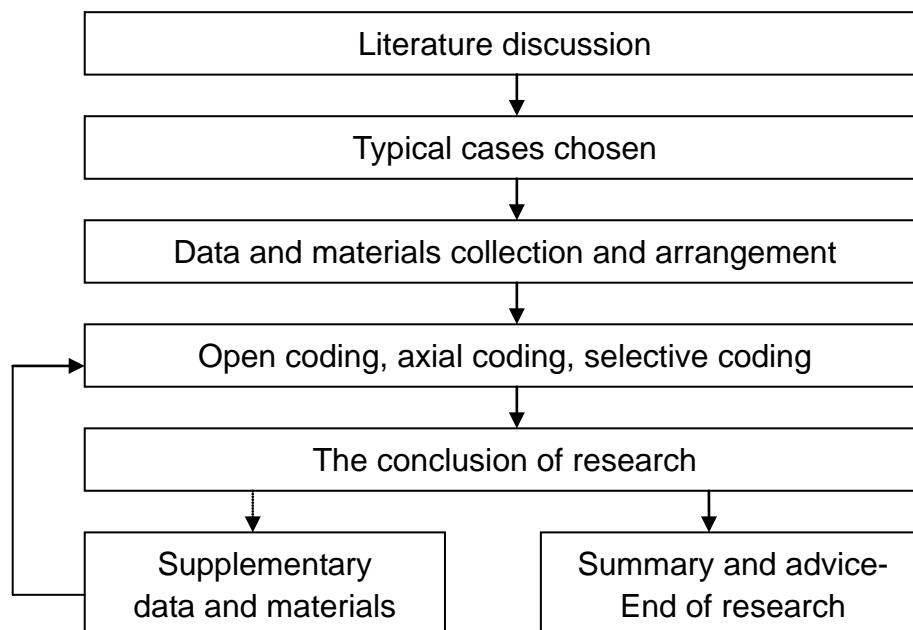 Literature discussion
Typical cases chosen
Data and materials collection and arrangement
Open coding, axial coding, selective coding
The conclusion of research
Supplementary
data and materials
Summary and advice-
End of research